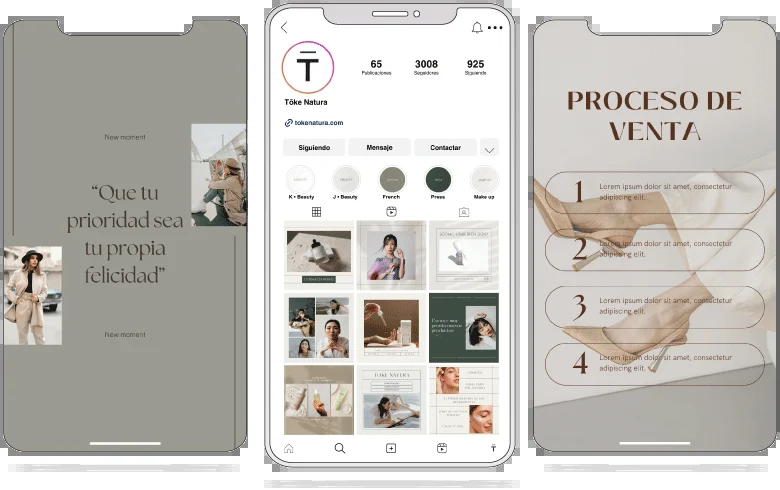 New moment
“Que tu
prioridad sea
tu propia
felicidad”
New moment
T
65
3008
925
Publicaciones
Seguidores
Siguiendo
Tōke Natura
tokenatura.com
Siguiendo
Mensaje
Contactar
K • Beauty
J • Beauty
French
Press
Make up
TŌKE NATURA
PROCESO DE
VENTA
1
Lorem ipsum dolor sit amet, consectetur
adipiscing elit.
2
Lorem ipsum dolor sit amet, consectetur
adipiscing elit.
3
Lorem ipsum dolor sit amet, consectetur
adipiscing elit.
4
Lorem ipsum dolor sit amet, consectetur
adipiscing elit.